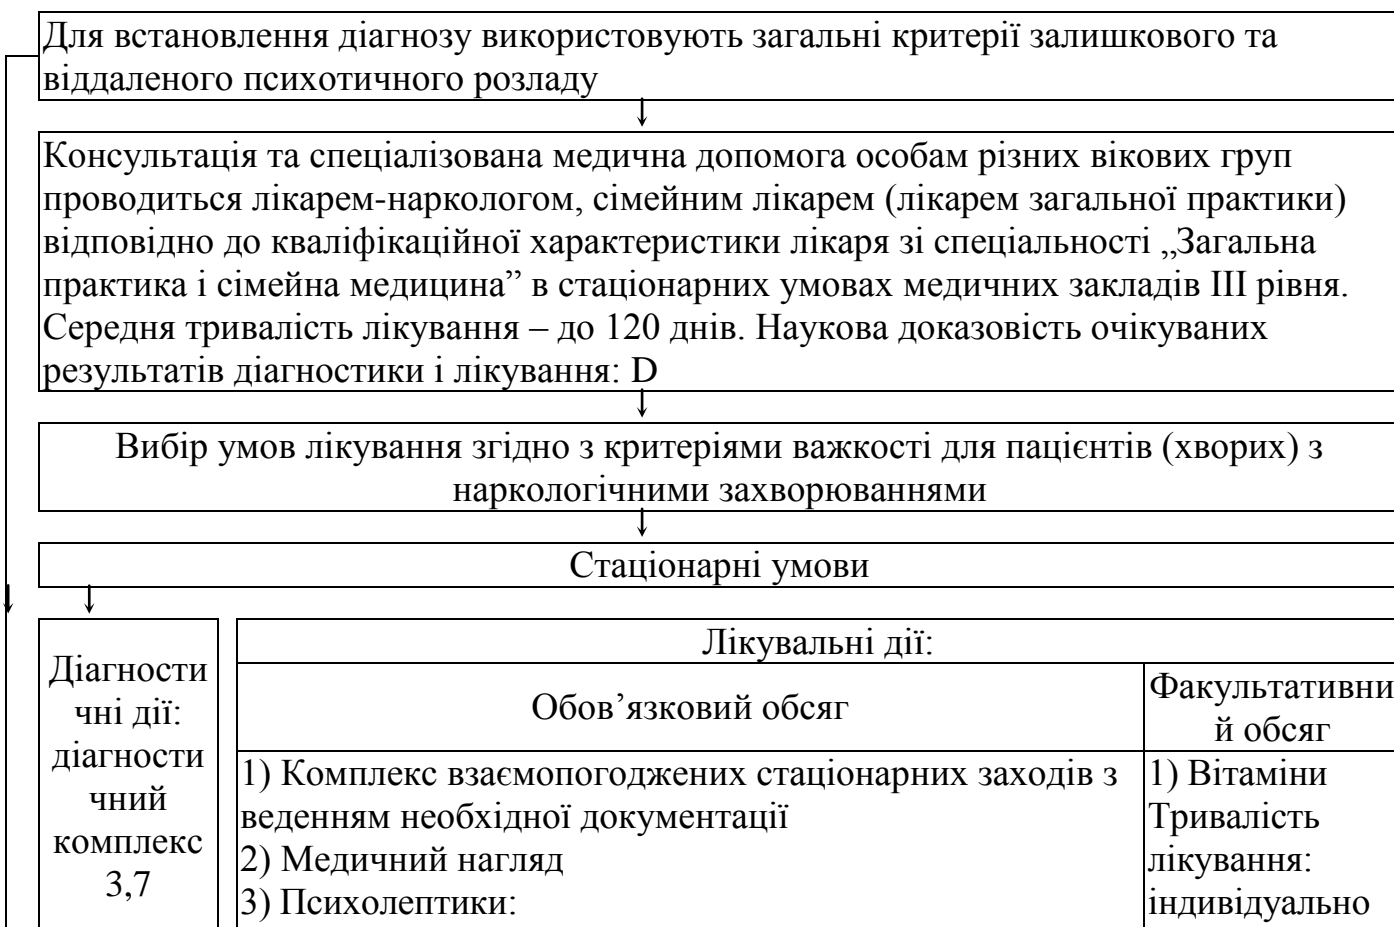 Для встановлення діагнозу використовують загальні критерії залишкового та
віддаленого психотичного розладу
Консультація та спеціалізована медична допомога особам різних вікових груп
проводиться лікарем-наркологом, сімейним лікарем (лікарем загальної практики)
відповідно до кваліфікаційної характеристики лікаря зі спеціальності „Загальна
практика і сімейна медицина” в стаціонарних умовах медичних закладів III рівня.
Середня тривалість лікування – до 120 днів. Наукова доказовість очікуваних
результатів діагностики і лікування: D
Вибір умов лікування згідно з критеріями важкості для пацієнтів (хворих) з
наркологічними захворюваннями
Стаціонарні умови
Діагности
чні дії:
діагности
чний
комплекс
3,7
Лікувальні дії:
Обов’язковий обсяг
1) Комплекс взаємопогоджених стаціонарних заходів з
веденням необхідної документації
2) Медичний нагляд
3) Психолептики:
Факультативни
й обсяг
1) Вітаміни
Тривалість
лікування:
індивідуально